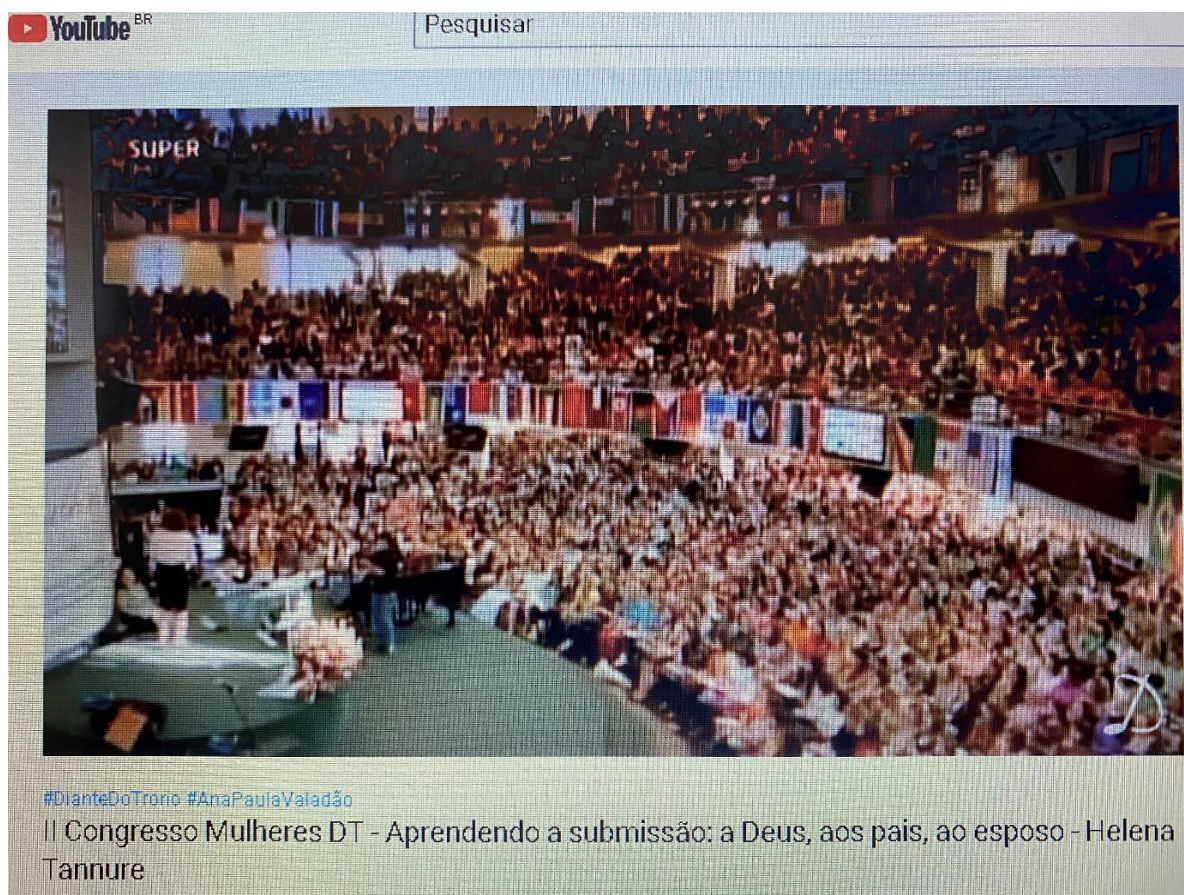 YouTube BR
Pesquisar
SUPER
#DianteDoTrono #AnaPaulaValadão
II Congresso Mulheres DT - Aprendendo a submissão: a Deus, aos pais, ao esposo - Helena
Tannure